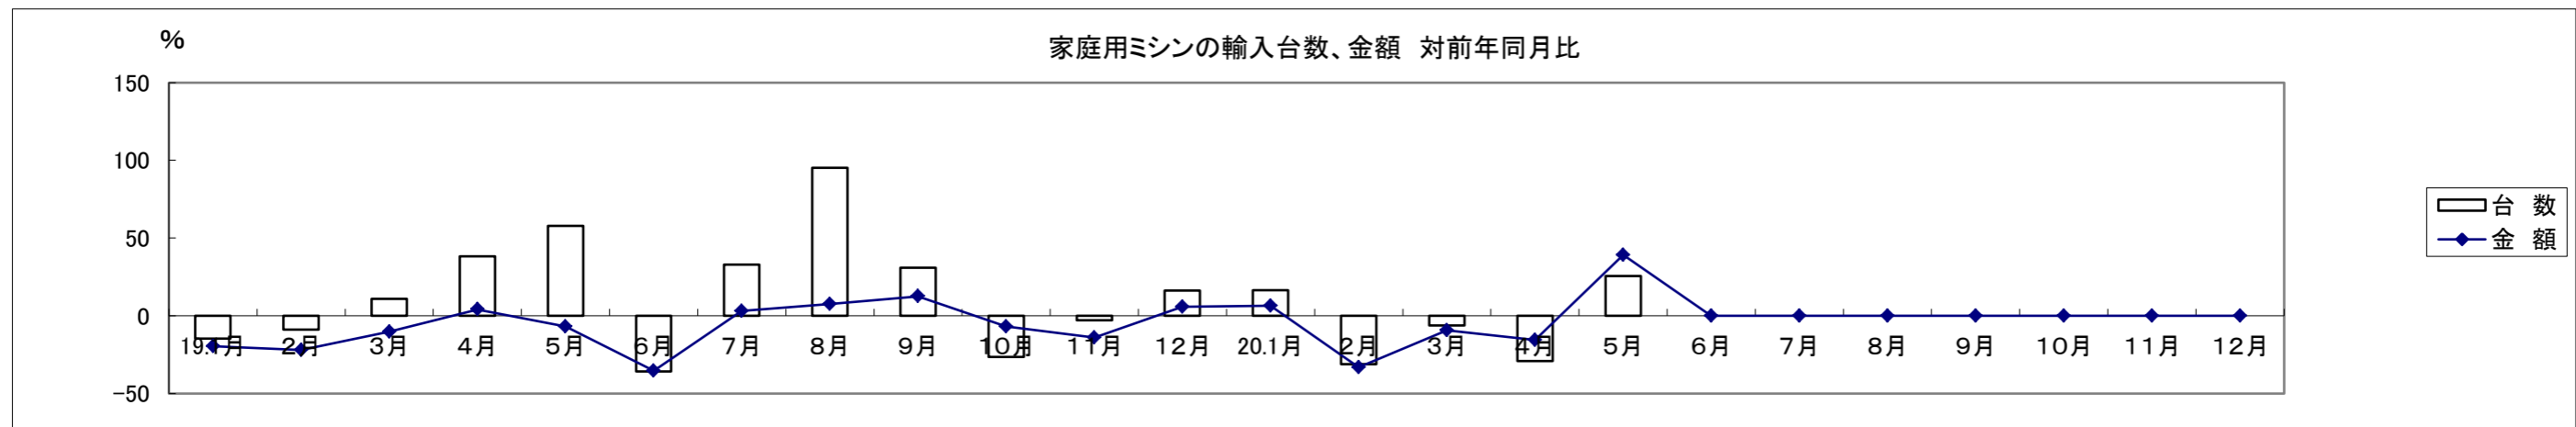 %
家庭用ミシンの輸入台数、金額 対前年同月比
150
100
50
0
-50
19.1月 2月 3月 4月 5月 6月 7月 8月 9月 10月 11月 12月 20.1月 2月 3月 4月 5月 6月 7月 8月 9月 10月 11月 12月
台 数
金 額